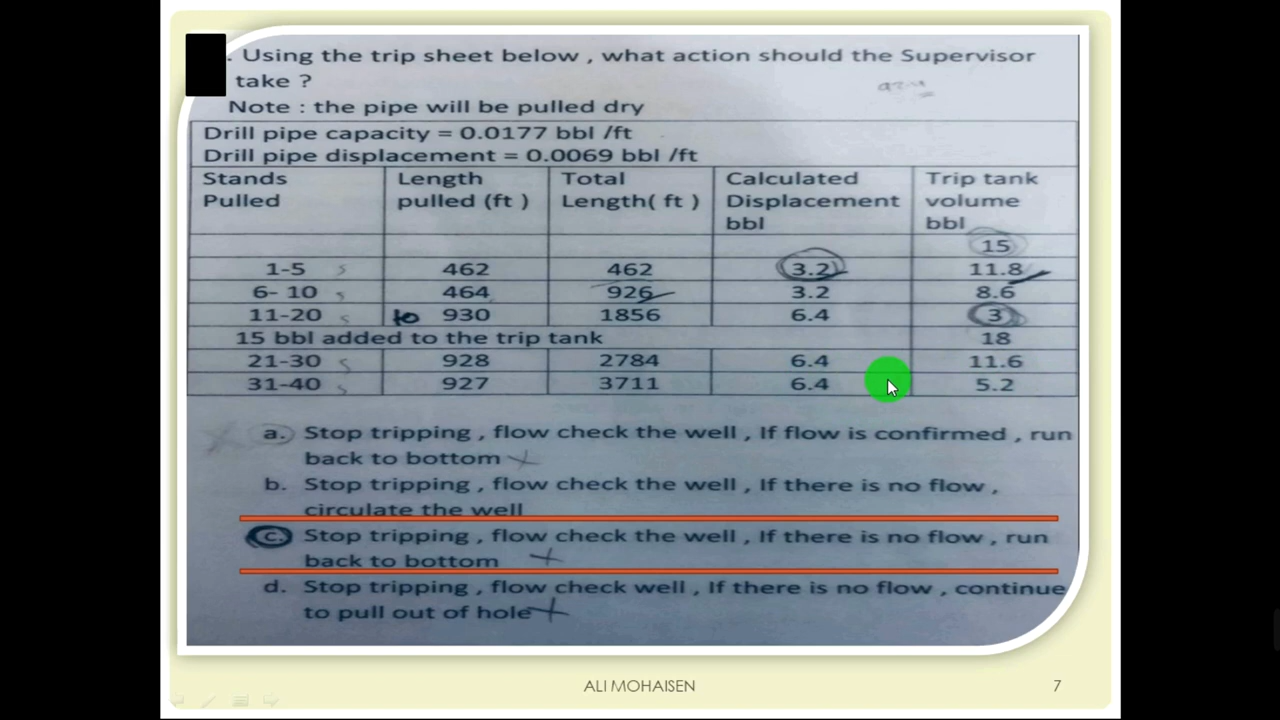 . Using the trip sheet below , what action should the Supervisor
take ?
Note : the pipe will be pulled dry
Drill pipe capacity = 0.0177 bbl /ft
Drill pipe displacement = 0.0069 bbl /ft
Stands Pulled Length pulled (ft ) Total Length( ft ) Calculated Displacement bbl Trip tank volume bbl
15
1-5 462 462 3.2 11.8
6- 10 464 926 3.2 8.6
11-20 930 1856 6.4 3
15 bbl added to the trip tank 18
21-30 928 2784 6.4 11.6
31-40 927 3711 6.4 5.2
a. Stop tripping , flow check the well , If flow is confirmed , run
back to bottom
b. Stop tripping , flow check the well , If there is no flow ,
circulate the well
c. Stop tripping , flow check the well , If there is no flow , run
back to bottom
d. Stop tripping , flow check well , If there is no flow , continue
to pull out of hole
ALI MOHAISEN
7